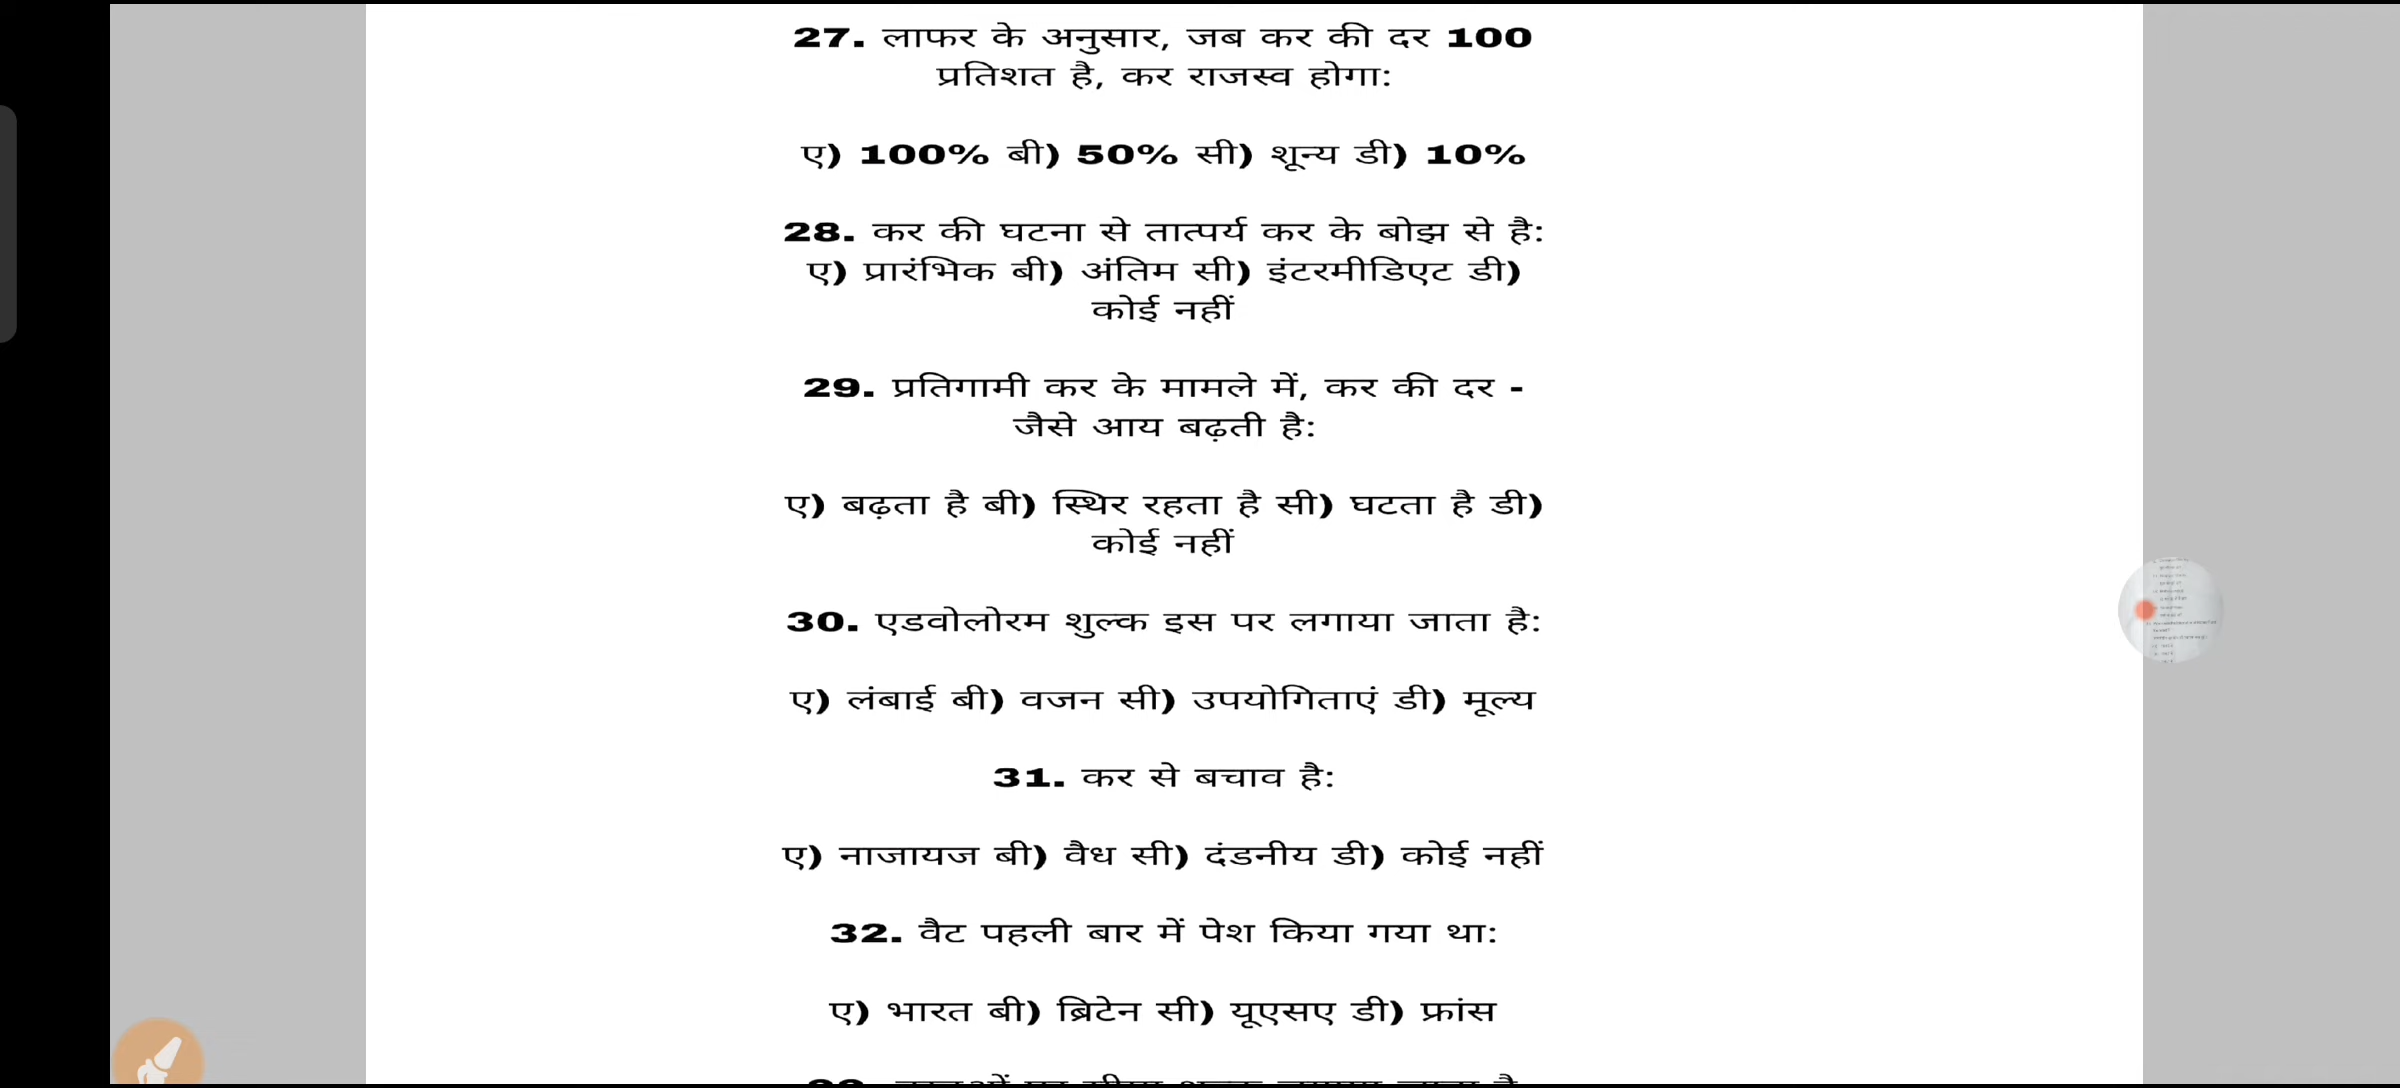 27. लाफर के अनुसार, जब कर की दर 100
प्रतिशत है, कर राजस्व होगा:
ए) 100% बी) 50% सी) शून्य डी) 10%
28. कर की घटना से तात्पर्य कर के बोझ से है:
ए) प्रारंभिक बी) अंतिम सी) इंटरमीडिएट डी)
कोई नहीं
29. प्रतिगामी कर के मामले में, कर की दर -
जैसे आय बढ़ती है:
ए) बढ़ता है बी) स्थिर रहता है सी) घटता है डी)
कोई नहीं
30. एडवोलोरम शुल्क इस पर लगाया जाता है:
ए) लंबाई बी) वजन सी) उपयोगिताएं डी) मूल्य
31. कर से बचाव है:
ए) नाजायज बी) वैध सी) दंडनीय डी) कोई नहीं
32. वैट पहली बार में पेश किया गया था:
ए) भारत बी) ब्रिटेन सी) यूएसए डी) फ्रांस